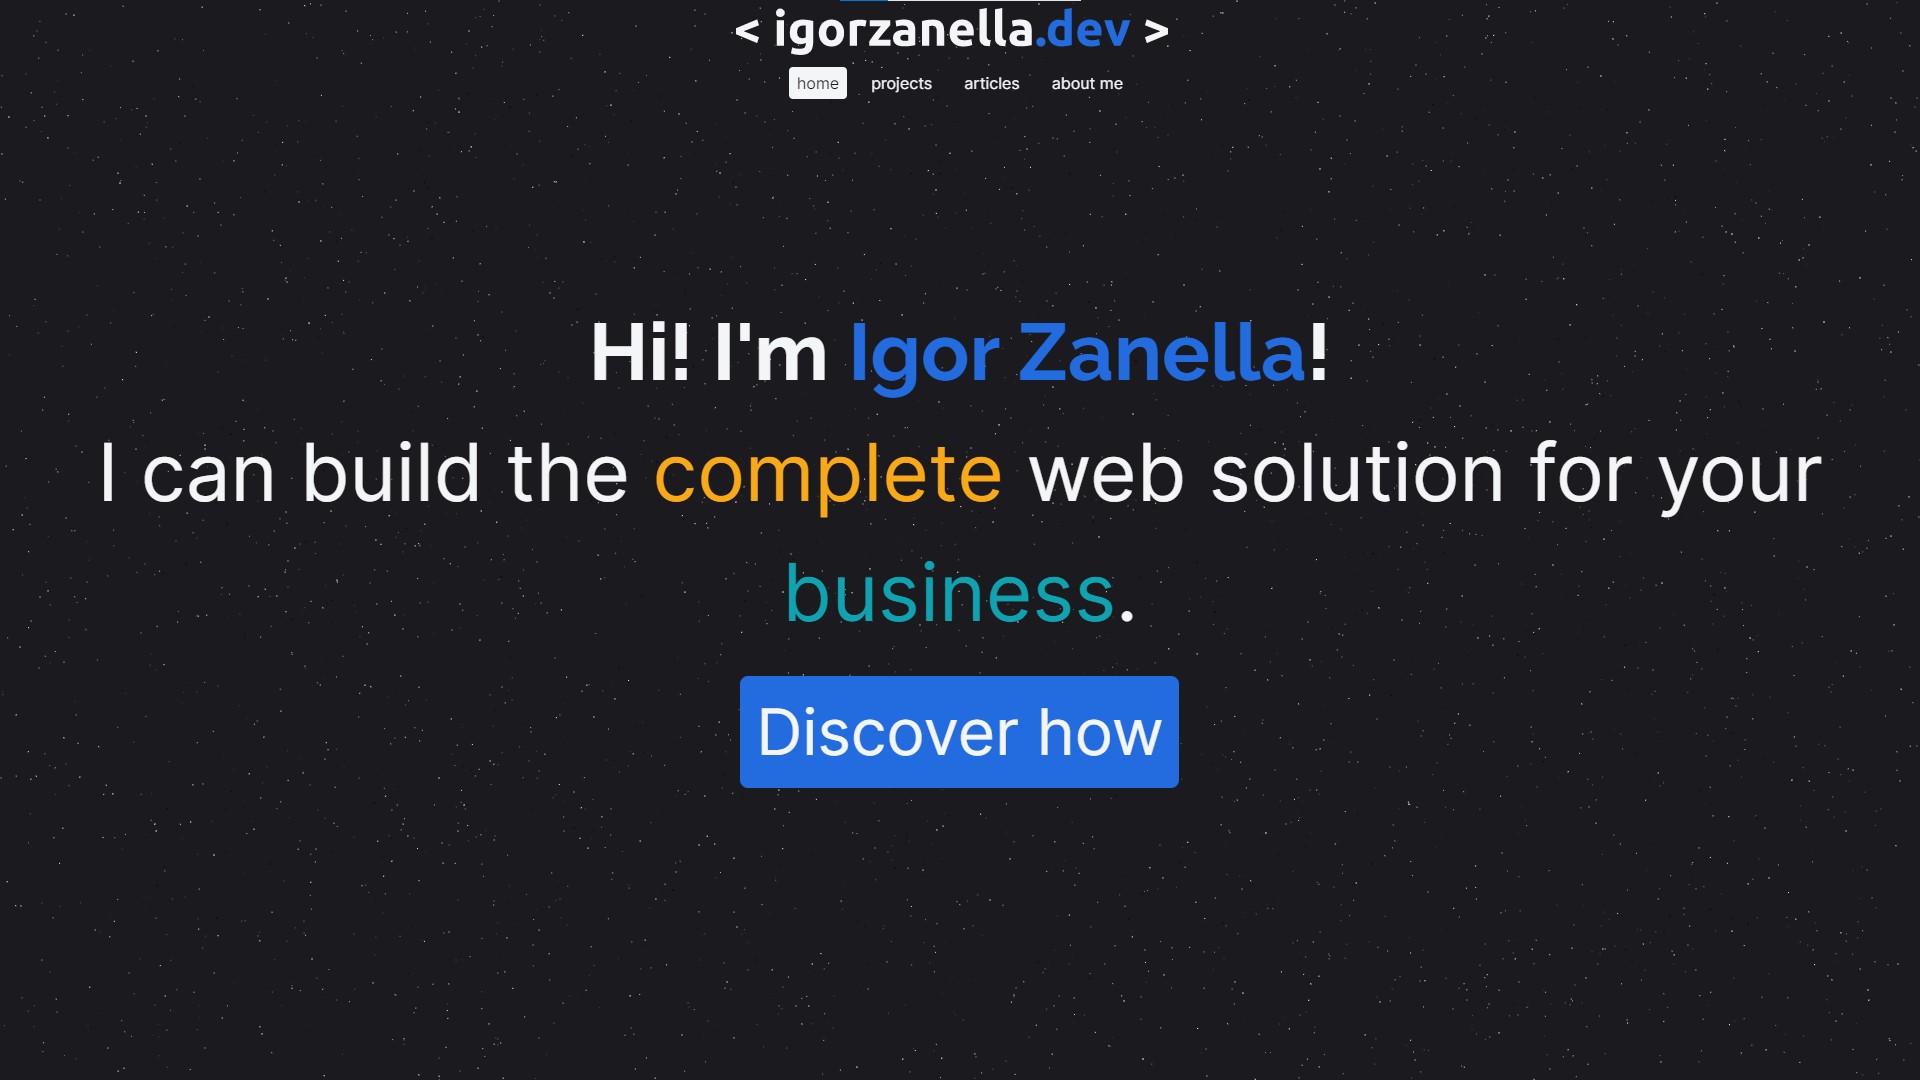 < igorzanella.dev >
home projects articles about me
Hi! I'm Igor Zanella!
I can build the complete web solution for your
business.
Discover how